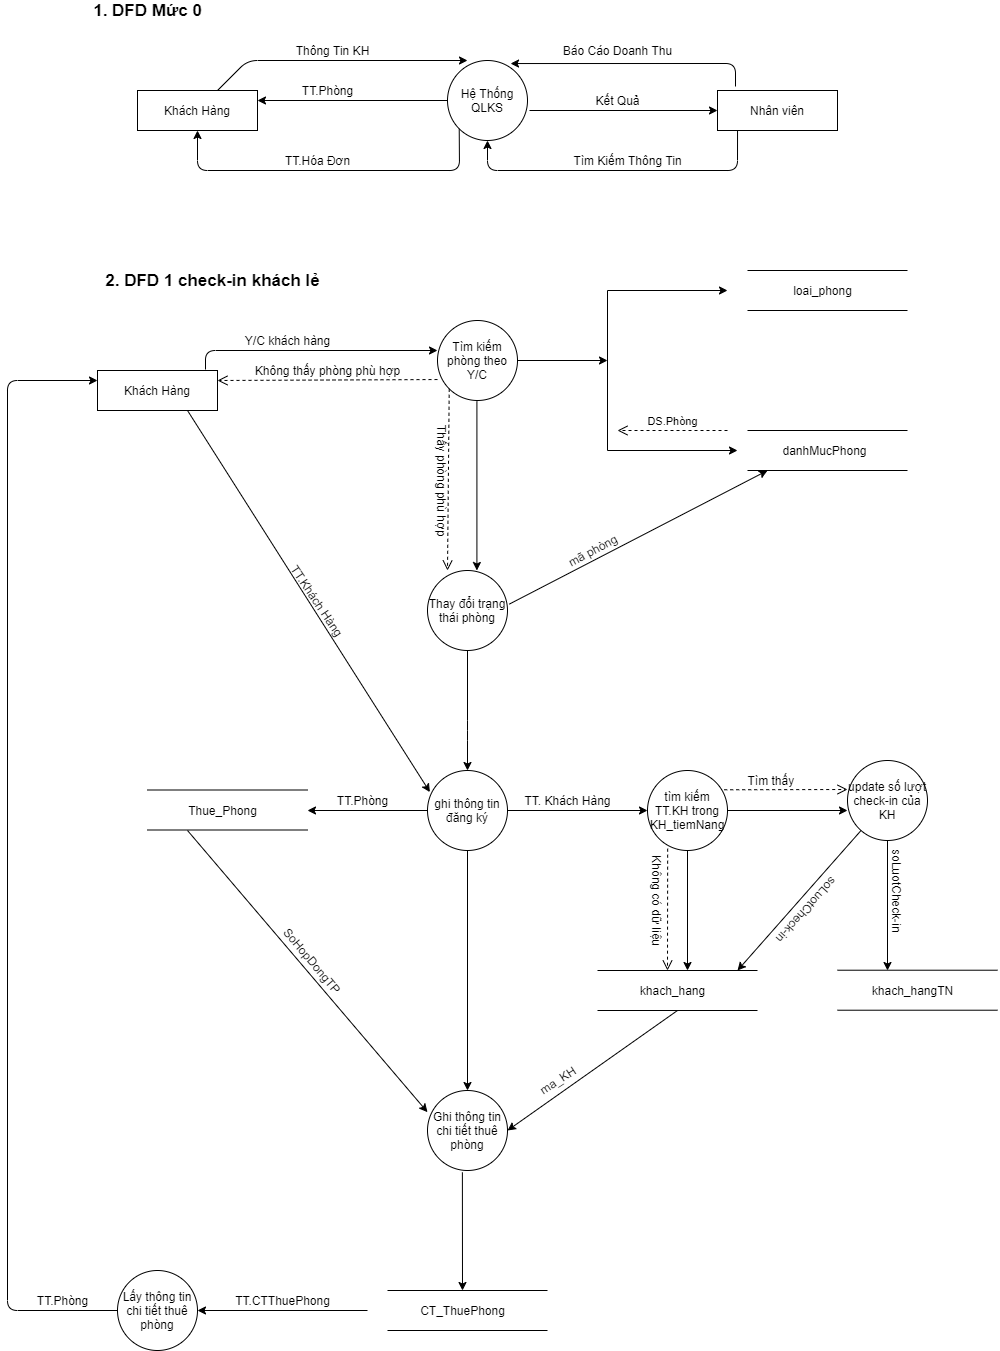 1. DFD Mức 0
Thông Tin KH
Báo Cáo Doanh Thu
Khách Hàng
TT.Phòng
Hệ Thống
QLKS
Kết Quả
Nhân viên
TT.Hóa Đơn
Tìm Kiếm Thông Tin
2. DFD 1 check-in khách lẻ
loai_phong
Y/C khách hàng
Tìm kiếm
phòng theo
Y/C
Không thấy phòng phù hợp
Khách Hàng
DS.Phòng
danhMucPhong
Thấy phòng phù hợp
mã phòng
TT.Khách Hàng
Thay đổi trạng
thái phòng
Thue_Phong
TT.Phòng
ghi thông tin
đăng ký
TT. Khách Hàng
tìm kiếm
TT.KH trong
KH_tiemNang
Tìm thấy
update số lượt
check-in của
KH
Không có dữ liệu
soLuotCheck-in
soLuotCheck-in
SoHopDongTP
khach_hang
khach_hangTN
ma_KH
Ghi thông tin
chi tiết thuê
phòng
TT.Phòng
Lấy thông tin
chi tiết thuê
phòng
TT.CTThuePhong
CT_ThuePhong